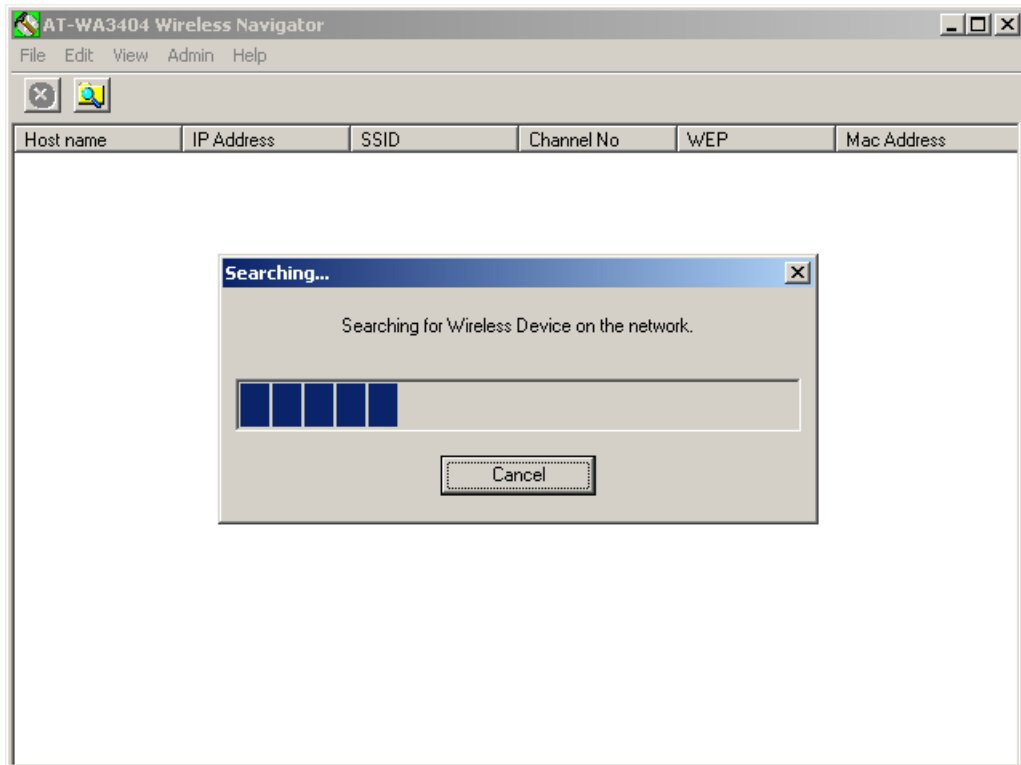 AT-WA3404 Wireless Navigator
File Edit View Admin Help
Host name IP Address SSID Channel No WEP Mac Address
Searching...
Searching for Wireless Device on the network.
Cancel